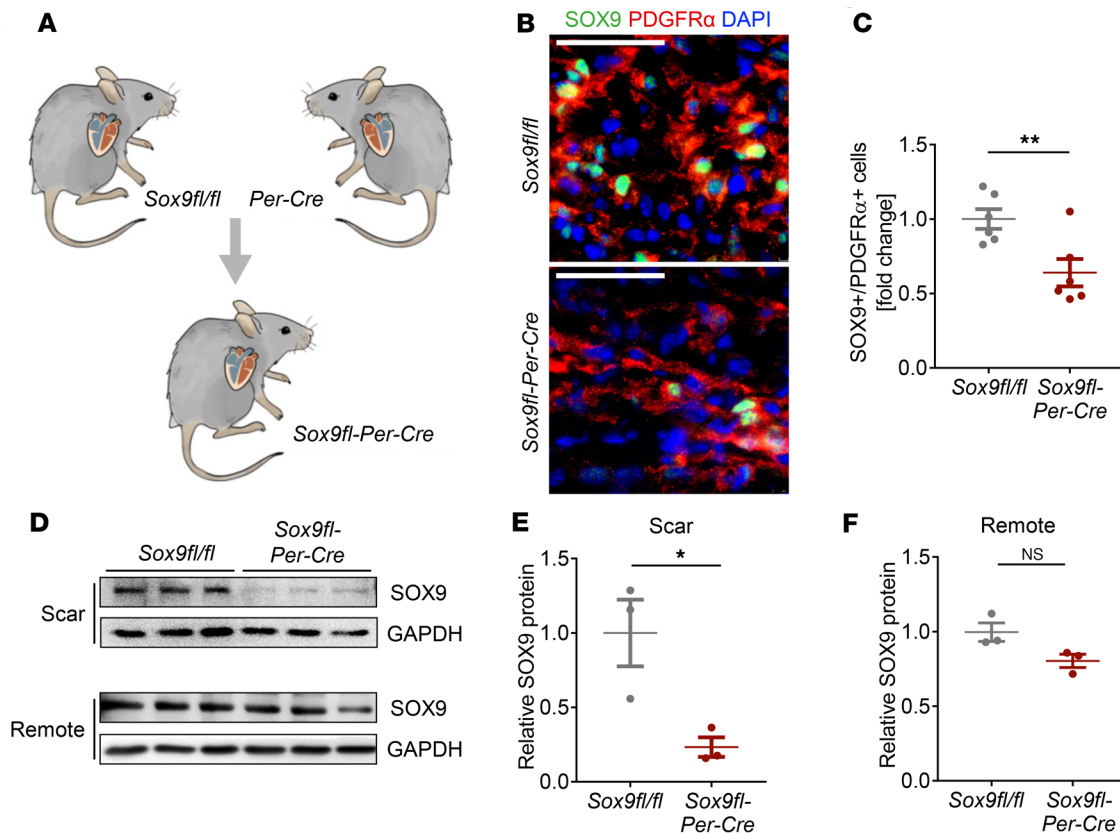 A
Sox9fl/fl
Per-Cre
Sox9fl-Per-Cre
B
SOX9 PDGFRα DAPI
Sox9fl/fl
Sox9fl-Per-Cre
C
SOX9+/PDGFRα+ cells
[fold change]
1.5
1.0
0.5
0.0
**
Sox9fl/fl
Sox9fl-
Per-Cre
D
Sox9fl/fl
Sox9fl-
Per-Cre
Scar
SOX9
GAPDH
Remote
SOX9
GAPDH
E
Scar
Relative SOX9 protein
1.5
1.0
0.5
0.0
*
Sox9fl/fl
Sox9fl-
Per-Cre
F
Remote
Relative SOX9 protein
1.5
1.0
0.5
0.0
NS
Sox9fl/fl
Sox9fl-
Per-Cre